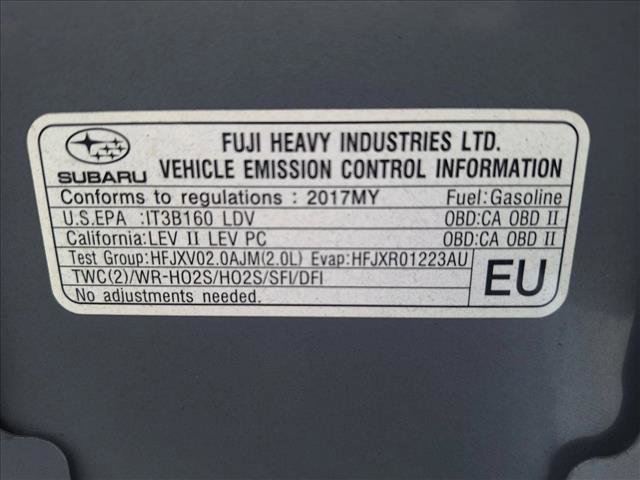 FUJI HEAVY INDUSTRIES LTD.
SUBARU VEHICLE EMISSION CONTROL INFORMATION
Conforms to regulations : 2017MY Fuel:Gasoline
U.S.EPA :IT3B160 LDV OBD:CA OBD II
California:LEV II LEV PC OBD:CA OBD II
Test Group:HFJXV02.0AJM(2.0L) Evap:HFJXR01223AU
TWC(2)/WR-HO2S/HO2S/SFI/DFI
No adjustments needed.
EU